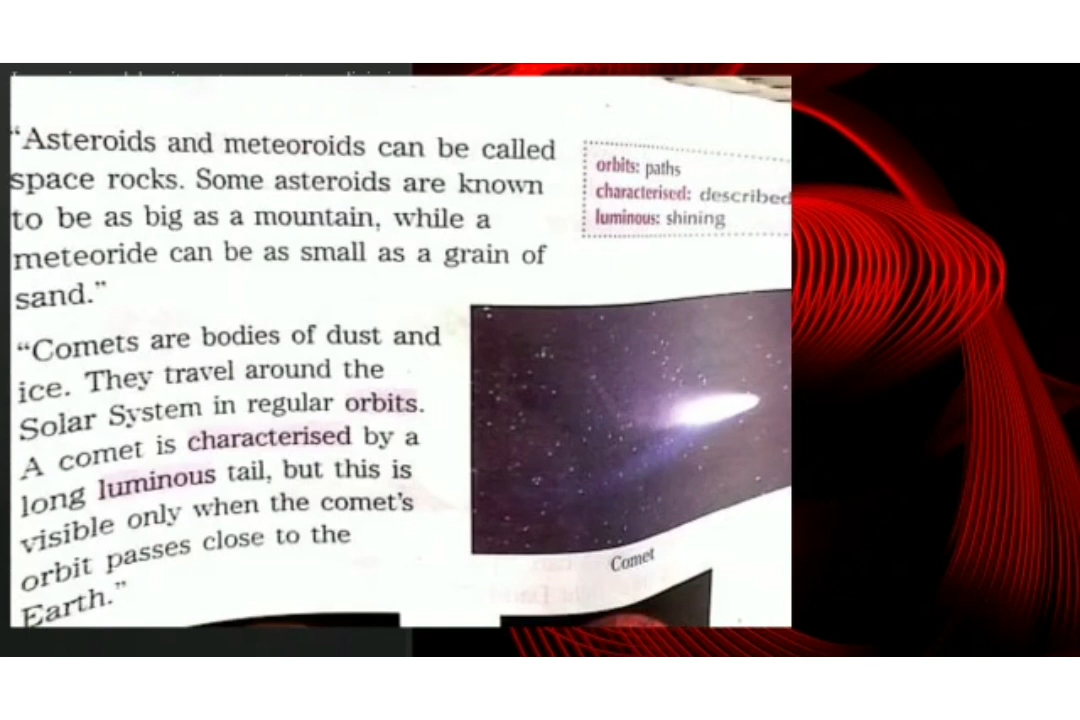 “Asteroids and meteoroids can be called
space rocks. Some asteroids are known
to be as big as a mountain, while a
meteoride can be as small as a grain of
sand.”
“Comets are bodies of dust and
ice. They travel around the
Solar System in regular orbits.
A comet is characterised by a
long luminous tail, but this is
visible only when the comet’s
orbit passes close to the
Earth.”
orbits: paths
characterised: described
luminous: shining
Comet